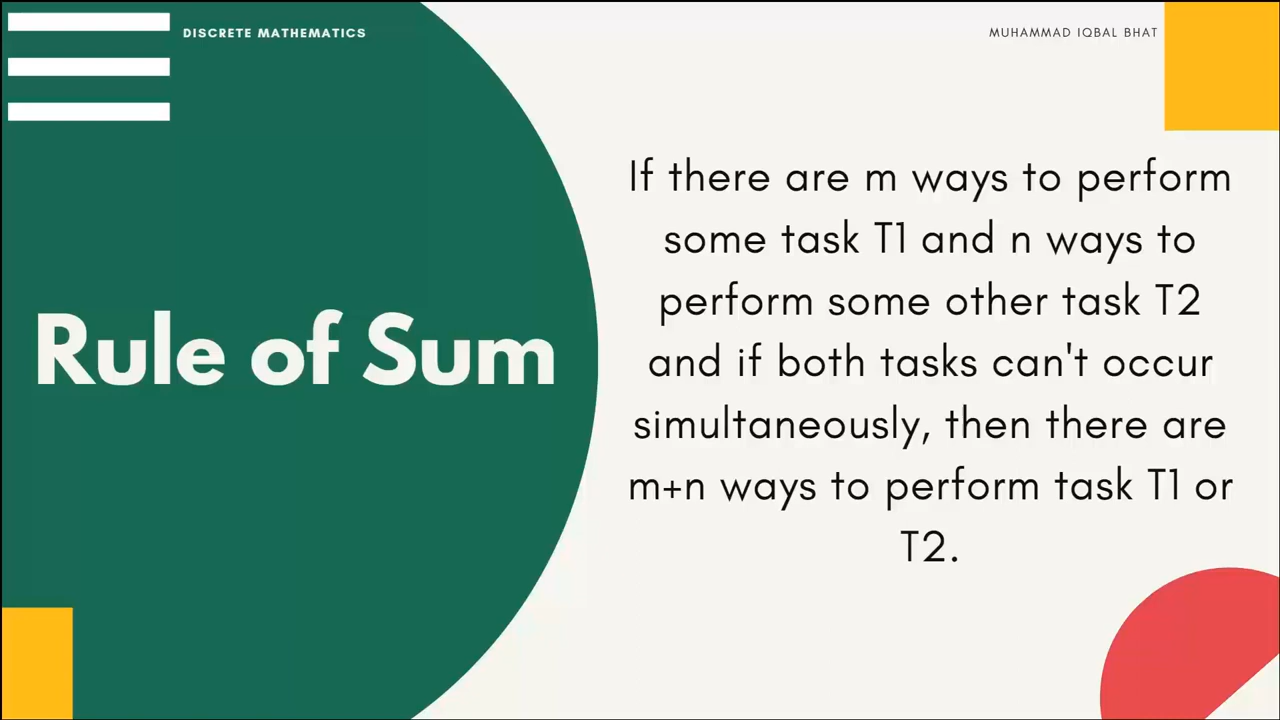 DISCRETE MATHEMATICS
MUHAMMAD IQBAL BHAT
Rule of Sum
If there are m ways to perform
some task T1 and n ways to
perform some other task T2
and if both tasks can't occur
simultaneously, then there are
m+n ways to perform task T1 or
T2.